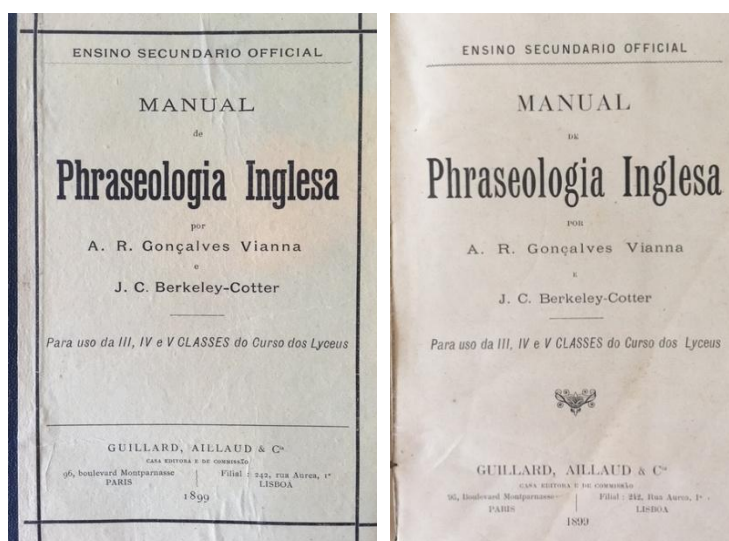 ENSINO SECUNDARIO OFFICIAL
MANUAL
de
Phraseologia Inglesa
por
A. R. Gonçalves Vianna
e
J. C. Berkeley-Cotter
Para uso da III, IV e V CLASSES do Curso dos Lyceus
GUILLARD, AILLAUD & Cia
CASA EDITORA E DE COMMISSÃO
96, boulevard Montparnasse
PARIS
Filial : 242, rua Aurea, 1º
LISBOA
1899
ENSINO SECUNDARIO OFFICIAL
MANUAL
DE
Phraseologia Inglesa
POR
A. R. Gonçalves Vianna
E
J. C. Berkeley-Cotter
Para uso da III, IV e V CLASSES do Curso dos Lyceus
GUILLARD, AILLAUD & Cia
CASA EDITORA E DE COMMISSÃO
96, Boulevard Montparnasse
PARIS
Filial : 242, Rua Aurea, 1º
LISBOA
1899